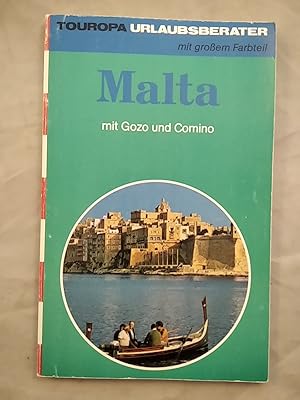 TOUROPA URLAUBSBERATER
mit großem Farbteil
Malta
mit Gozo und Comino